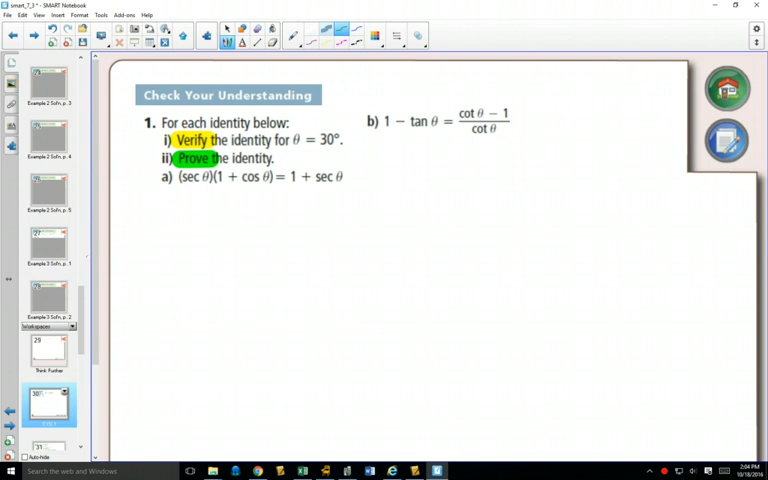 smart_7_3 * - SMART Notebook
File Edit View Insert Format Tools Add-ons Help
Check Your Understanding
1. For each identity below:
i) Verify the identity for θ = 30°.
ii) Prove the identity.
a) (sec θ)(1 + cos θ) = 1 + sec θ
b) 1 − tan θ = cot θ − 1 / cot θ
Example 2 Soln, p. 3
Example 2 Soln, p. 4
Example 2 Soln, p. 5
27
Example 3 Soln, p. 1
Example 3 Soln, p. 2
Workspaces
29
Think Further
30
31
Auto-hide
Search the web and Windows
2:04 PM
10/18/2016